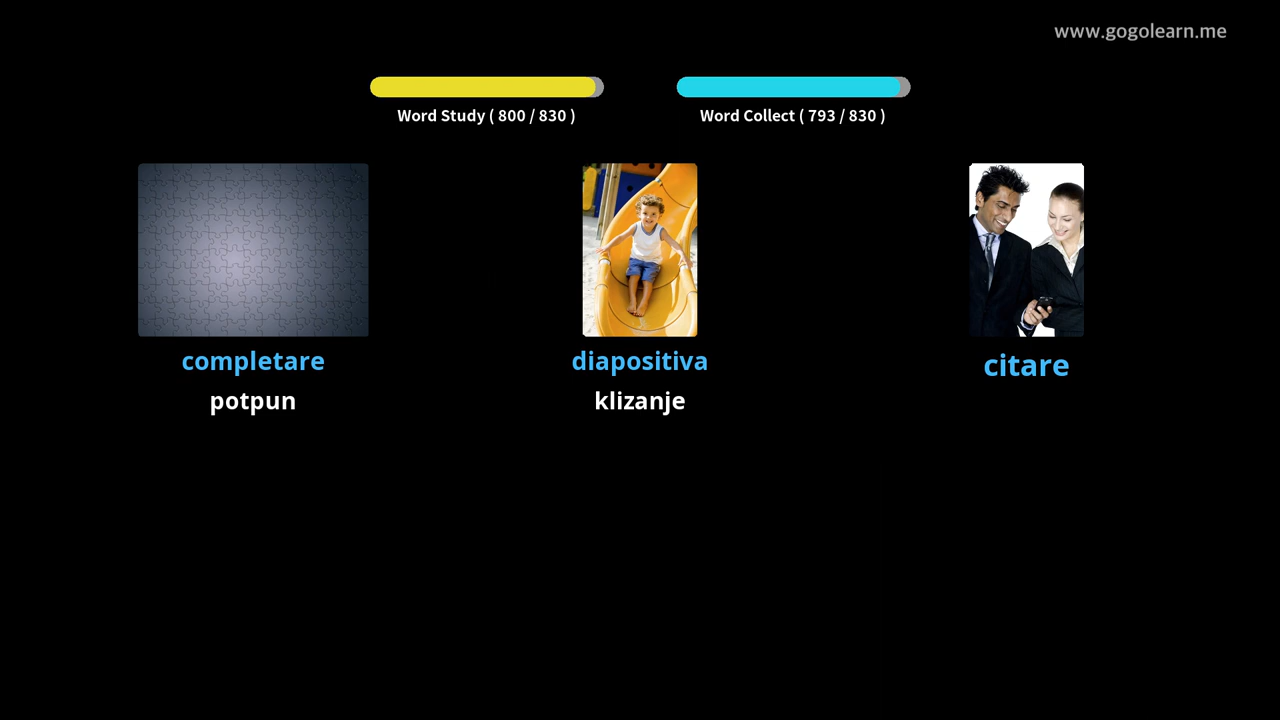 www.gogolearn.me
Word Study ( 800 / 830 )
Word Collect ( 793 / 830 )
completare
potpun
diapositiva
klizanje
citare